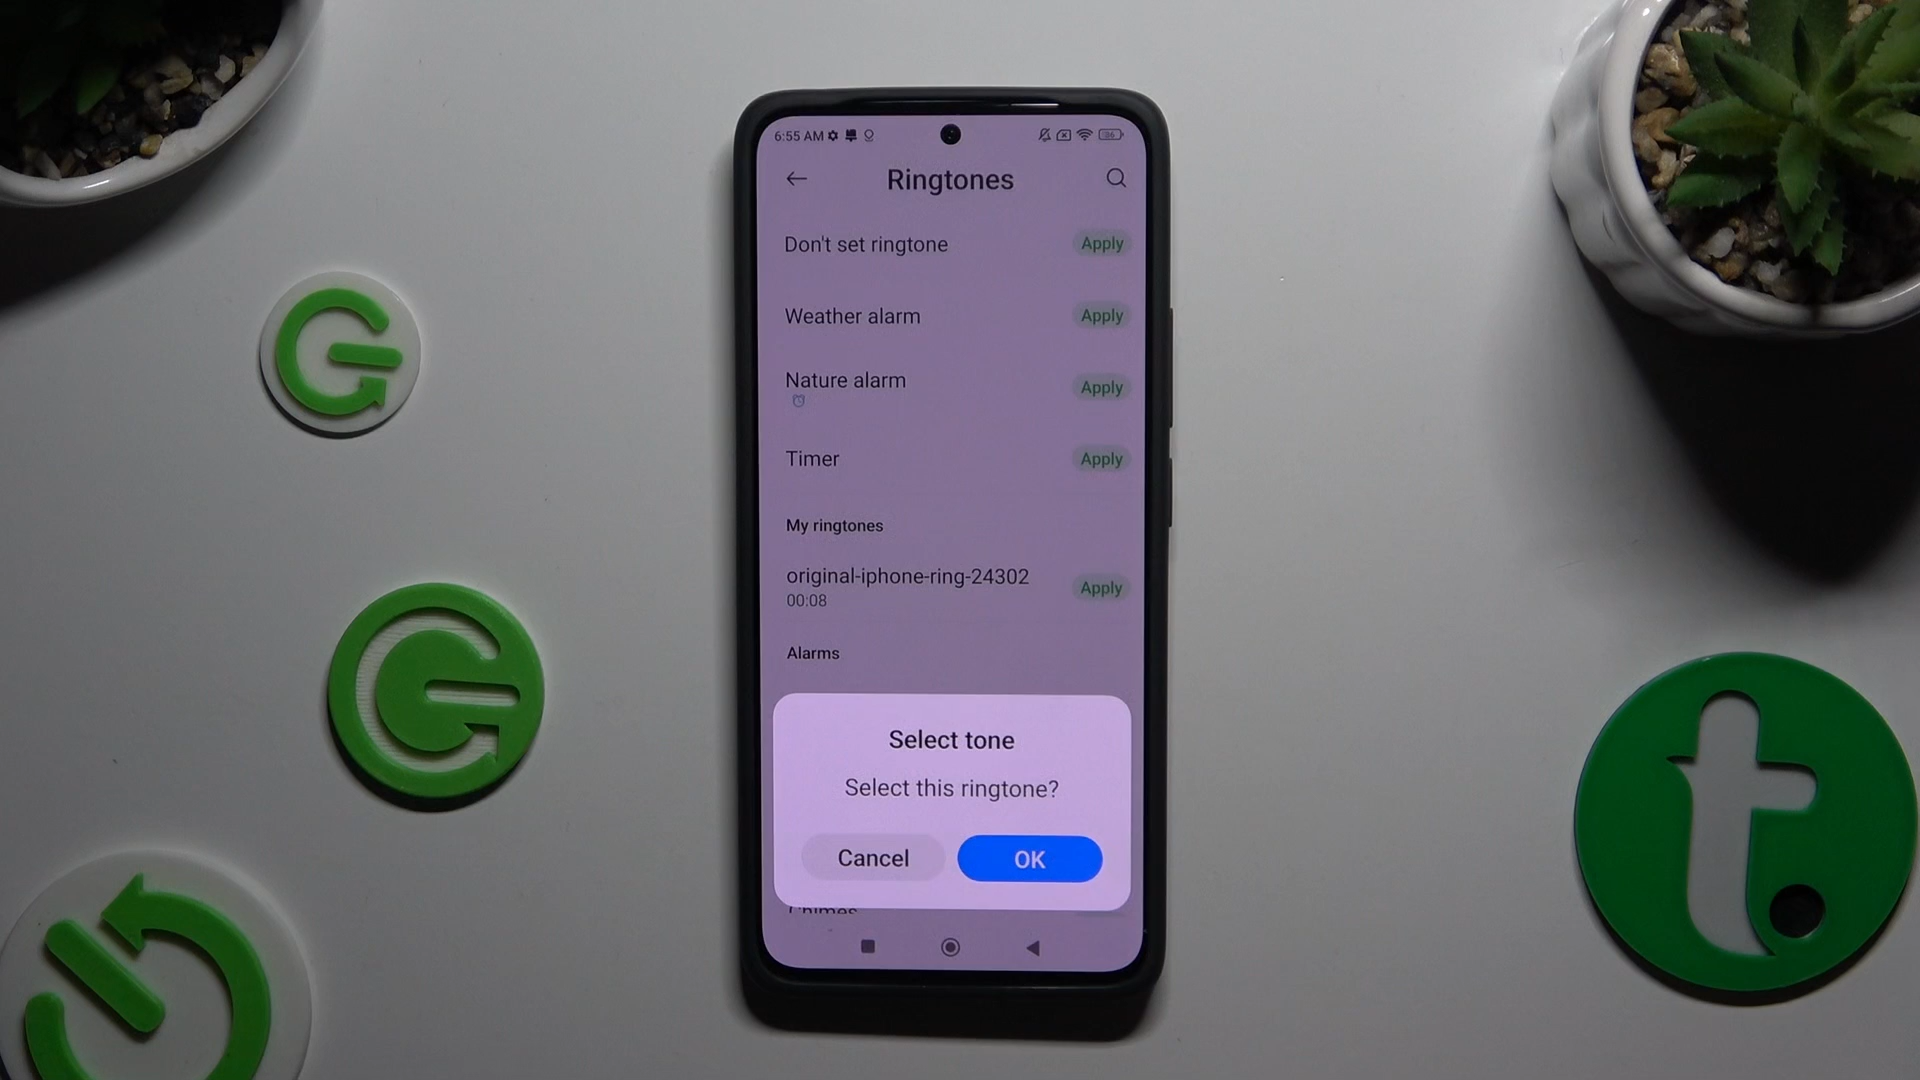 6:55 AM
Ringtones
Don't set ringtone Apply
Weather alarm Apply
Nature alarm Apply
Timer Apply
My ringtones
original-iphone-ring-24302 Apply
00:08
Alarms
Select tone
Select this ringtone?
Cancel OK
Chimes
t